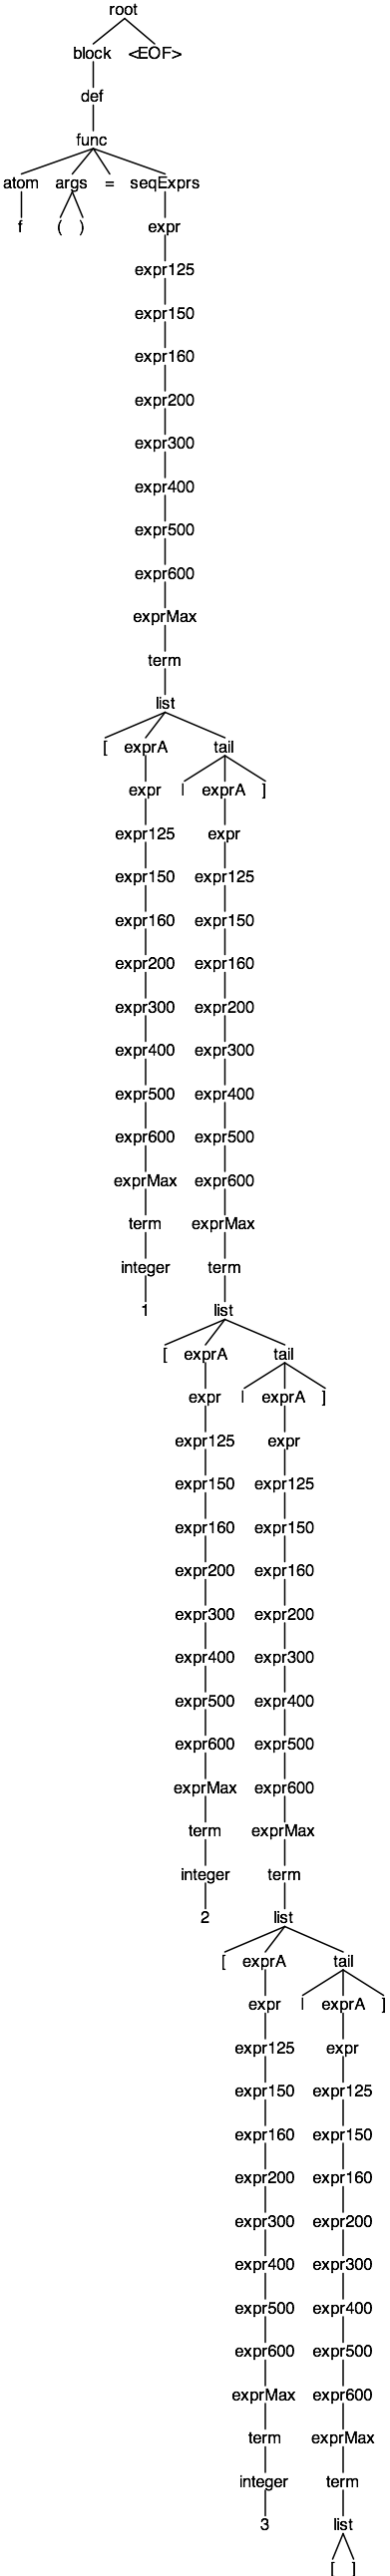 root
block <EOF>
def
func
atom args = seqExprs
f ( ) expr
expr125
expr150
expr160
expr200
expr300
expr400
expr500
expr600
exprMax
term
list
[ exprA tail
expr | exprA ]
expr125 expr
expr150 expr125
expr160 expr150
expr200 expr160
expr300 expr200
expr400 expr300
expr500 expr400
expr600 expr500
exprMax expr600
term exprMax
integer term
1 list
[ exprA tail
expr | exprA ]
expr125 expr
expr150 expr125
expr160 expr150
expr200 expr160
expr300 expr200
expr400 expr300
expr500 expr400
expr600 expr500
exprMax expr600
term exprMax
integer term
2 list
[ exprA tail
expr | exprA ]
expr125 expr
expr150 expr125
expr160 expr150
expr200 expr160
expr300 expr200
expr400 expr300
expr500 expr400
expr600 expr500
exprMax expr600
term exprMax
integer term
3 list
[ ]